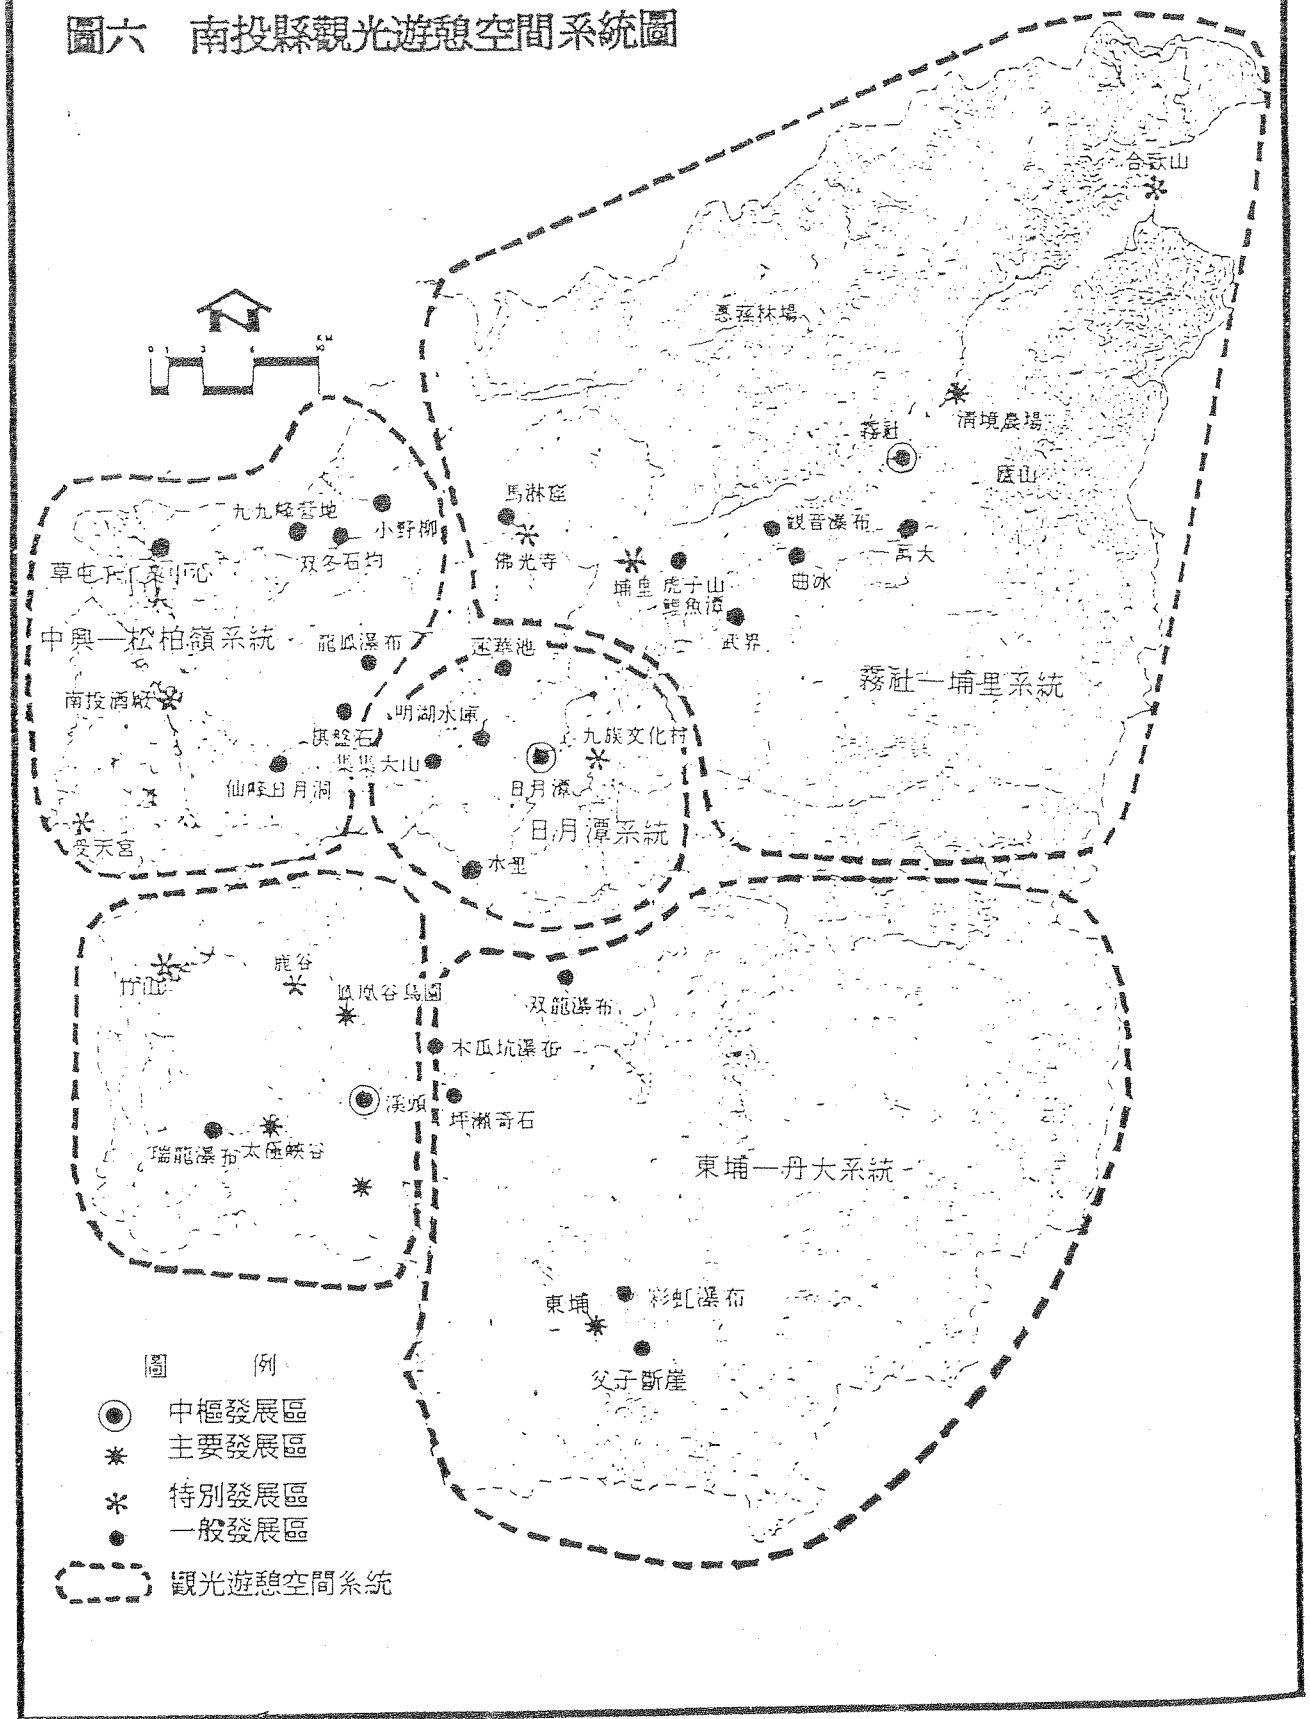 圖六 南投縣觀光遊憩空間系統圖
合歡山
惠蓀林場
清境農場
霧社
廬山
馬淋窟
九九峰營地
小野柳
双冬石灼
觀音瀑布
萬大
佛光寺
曲冰
埔里
虎子山
鯉魚潭
武界
草屯
中興—松柏嶺系統
龍瓜瀑布
蓮華池
霧社—埔里系統
南投酒廠
明湖水庫
棋盤石
九族文化村
集集大山
仙峰日月洞
日月潭
日月潭系統
受天宮
水里
竹山
鹿谷
鳳凰谷鳥園
双龍瀑布
木瓜坑瀑布
溪頭
坪瀨奇石
瑞龍瀑布
太極峽谷
東埔—丹大系統
東埔
彩虹瀑布
父子斷崖
圖 例
中樞發展區
主要發展區
特別發展區
一般發展區
觀光遊憩空間系統